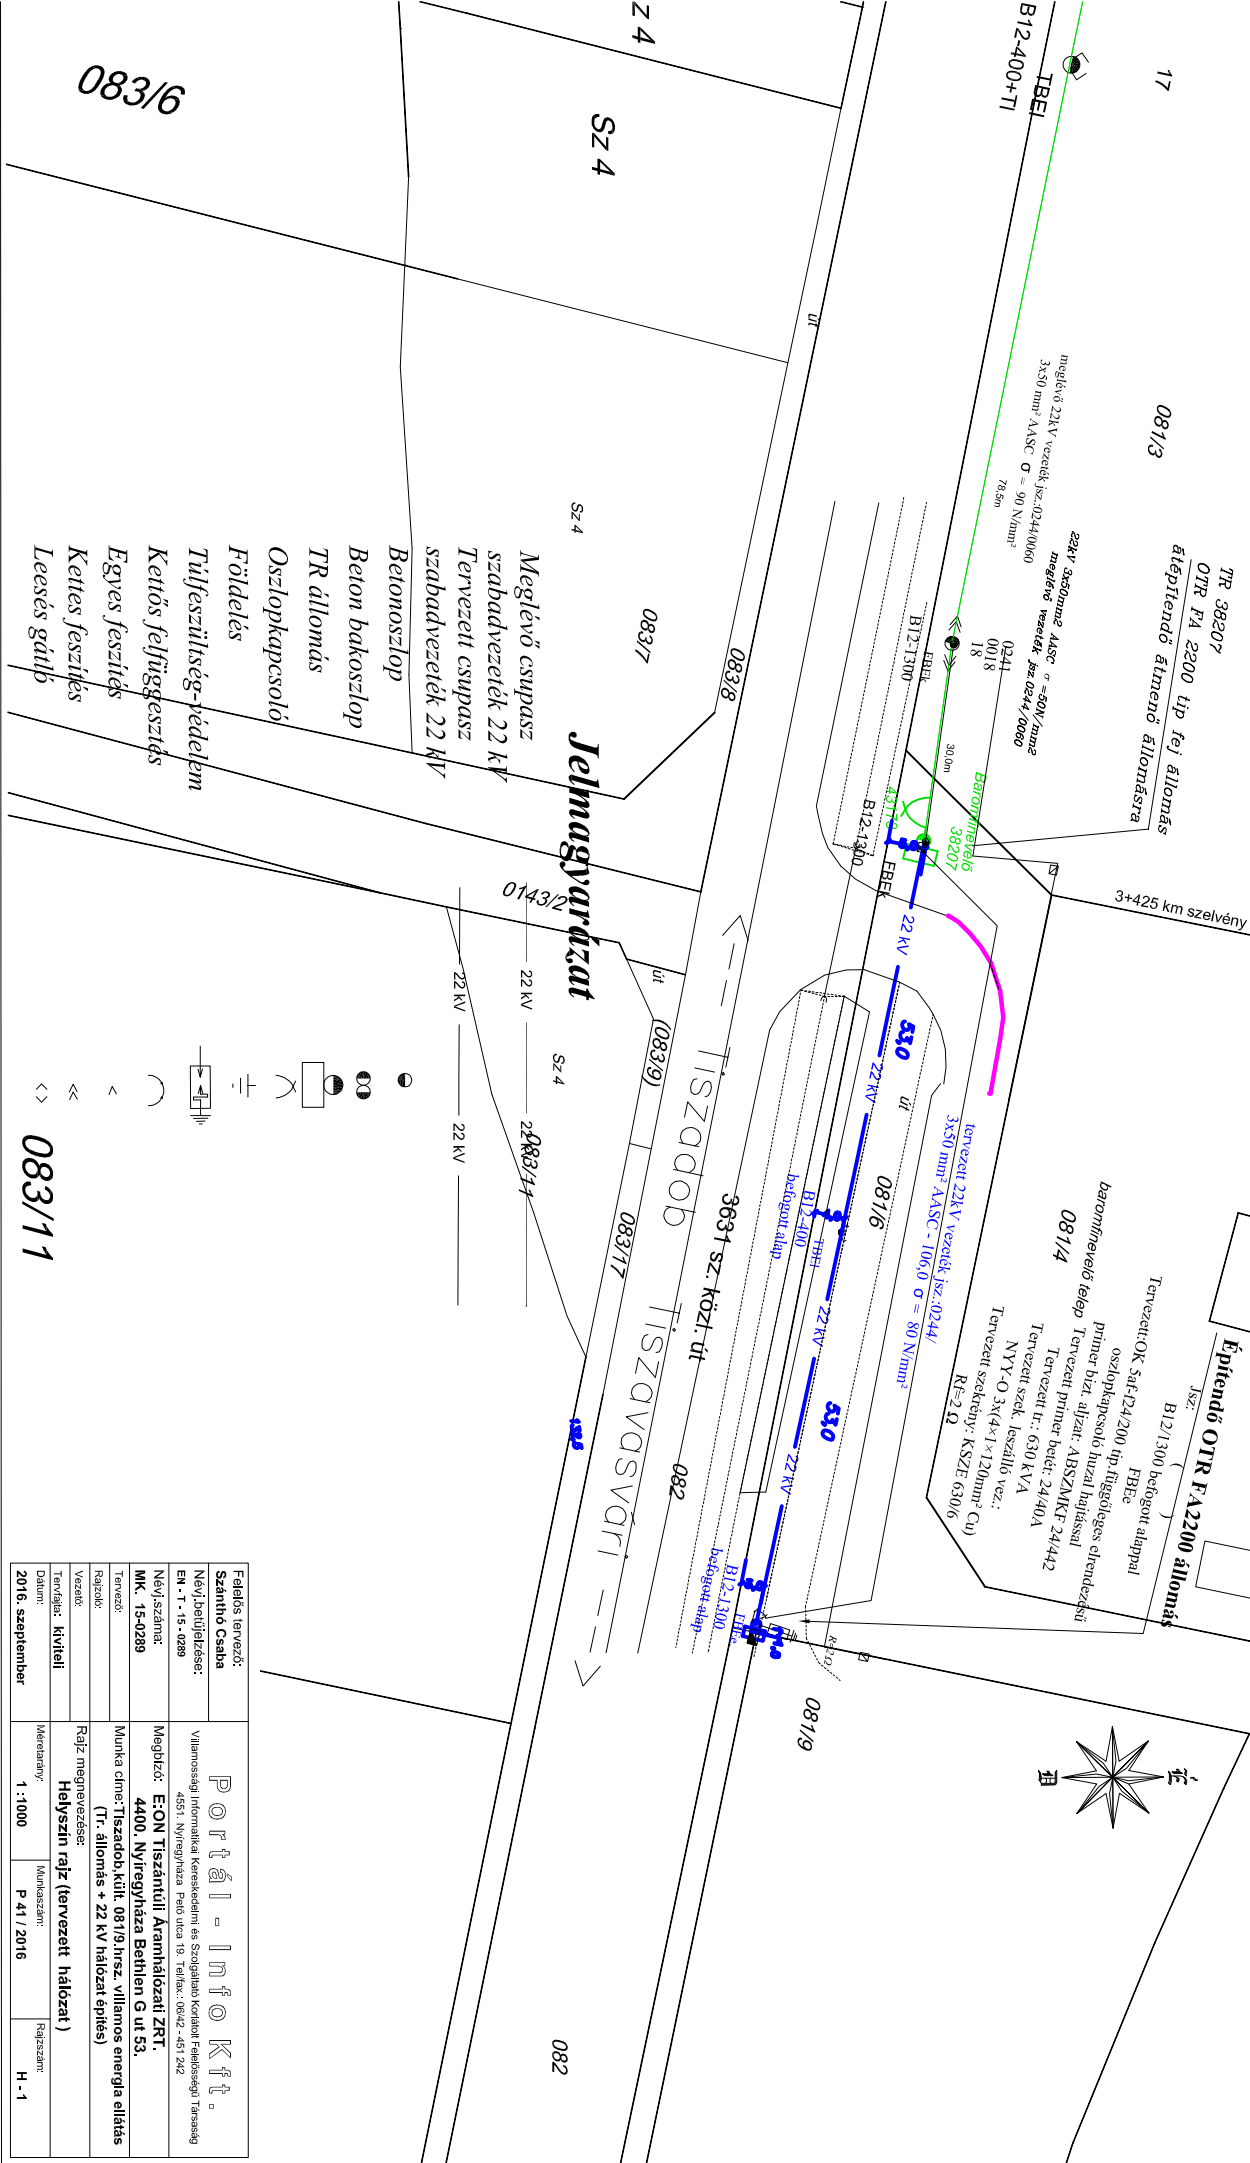 17
TBEI
B12-400+TI
z 4
Sz 4
083/6
út
081/3
meglévő 22kV vezeték jsz.:0244/0060
3x50 mm² AASC σ = 90 N/mm²
78.5m
22KV 3x50mm2 AASC σ =50N/mm2
meglévő vezeték jsz.0244/0060
TR 38207
OTR FA 2200 tip fej állomás
átépítendő átmenő állomásra
0241
0018
18
FBEk
B12-1300
30,0m
Baromfinevelő
38207
B12-1300
FBEk
3+425 km szelvény
Sz 4
083/7
083/8
Jelmagyarázat
Meglévő csupasz
szabadvezeték 22 kV
Tervezett csupasz
szabadvezeték 22 kV
Betonoszlop
Beton bakoszlop
TR állomás
Oszlopkapcsoló
Földelés
Túlfeszültség-védelem
Kettős felfüggesztés
Egyes feszítés
Kettes feszítés
Leesés gátló
0143/2
22 kV
22 kV
22 kV
22 kV
út
(083/9)
Sz 4
083/11
083/11
083/17
Tiszadob
Tiszavasvári
3631 sz. közl. út
082
22 kV
53,0
22 kV
út
081/6
tervezett 22kV vezeték jsz.:0244/
3x50 mm² AASC - 106,0 σ = 80 N/mm²
TBEI
B12-400
befogott alap
22 kV
53,0
22 kV
081/4
baromfinevelő telep
Építendő OTR FA2200 állomás
Jsz: ( )
B12/1300 befogott alappal
FBEe
Tervezett:OK 5af-f24/200 tip.függőleges elrendezésű
oszlopkapcsoló huzal hajtással
primer bizt. aljzat: ABSZMKF 24/442
Tervezett primer betét: 24/40A
Tervezett tr.: 630 kVA
Tervezett szek. leszálló vez.:
NYY-O 3x(4×1×120mm² Cu)
Tervezett szekrény: KSZE 630/6
Rf=2 Ω
FBEe
B12-1300
befogott alap
081/9
É
D
082
Felelős tervező:
Szánthó Csaba
Névj.betűjelzése:
EN - T - 15 - 0289
Névj.száma:
MK. 15-0289
Tervező:
Rajzoló:
Vezető:
Tervfajta: kiviteli
Dátum:
2016. szeptember
Portál - Info Kft.
Villamossági Informatikai Kereskedelmi és Szolgáltató Korlátolt Felelősségű Társaság
4551. Nyíregyháza Pető utca 19. Tel/fax.: 06/42 - 451 242
Megbízó: E:ON Tiszántúli Áramhálózati ZRT.
4400. Nyíregyháza Bethlen G ut 53.
Munka címe:Tiszadob,kült. 081/9.hrsz. villamos energia ellátás
(Tr. állomás + 22 kV hálózat építés)
Rajz megnevezése:
Helyszín rajz (tervezett hálózat )
Méretarány:
1 :1000
Munkaszám:
P 41 / 2016
Rajzszám:
H - 1